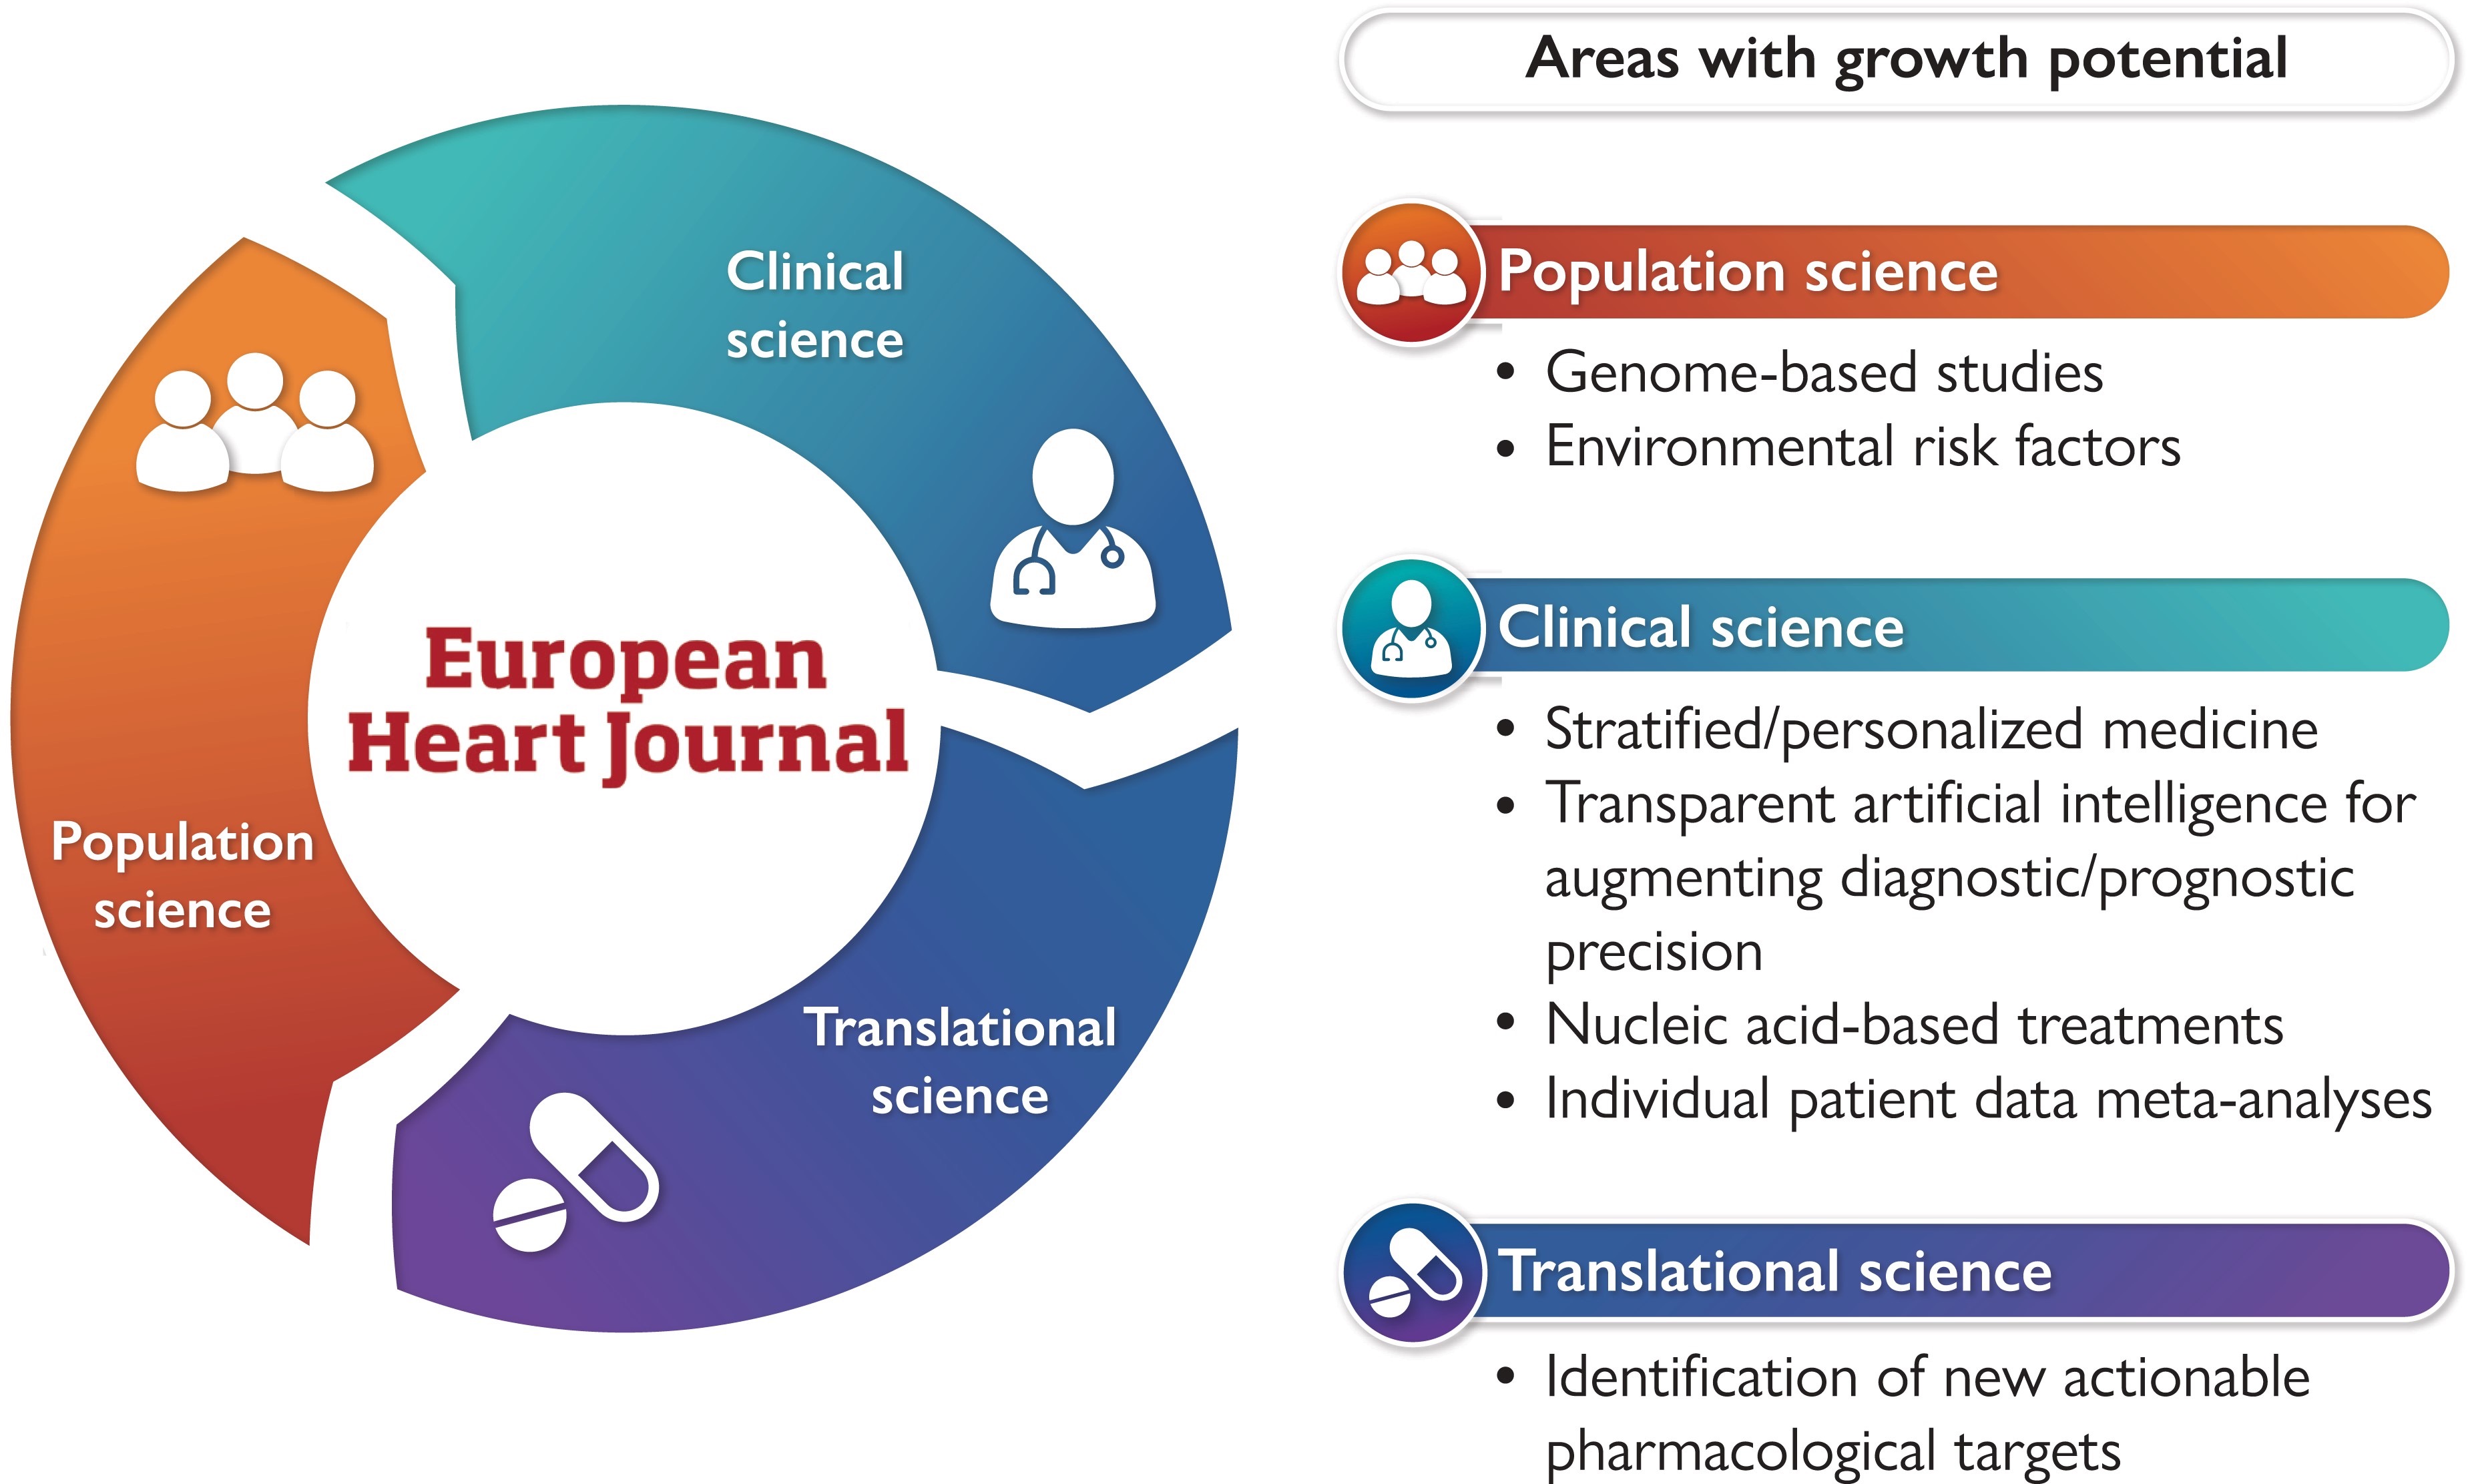 Clinical
science
European
Heart Journal
Population
science
Translational
science
Areas with growth potential
Population science
• Genome-based studies
• Environmental risk factors
Clinical science
• Stratified/personalized medicine
• Transparent artificial intelligence for
augmenting diagnostic/prognostic
precision
• Nucleic acid-based treatments
• Individual patient data meta-analyses
Translational science
• Identification of new actionable
pharmacological targets